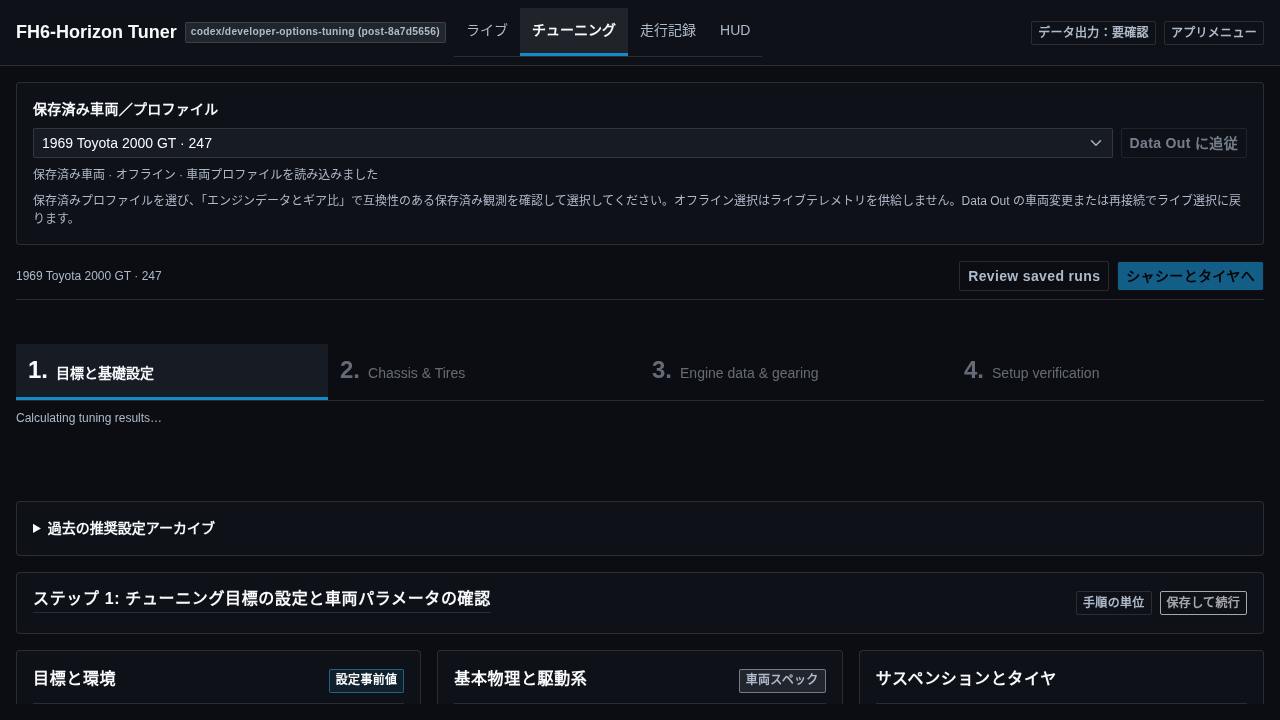 FH6-Horizon Tuner
codex/developer-options-tuning (post-8a7d5656)
ライブ
チューニング
走行記録
HUD
データ出力：要確認
アプリメニュー
保存済み車両／プロファイル
1969 Toyota 2000 GT · 247
Data Out に追従
保存済み車両 · オフライン · 車両プロファイルを読み込みました
保存済みプロファイルを選び、「エンジンデータとギア比」で互換性のある保存済み観測を確認して選択してください。オフライン選択はライブテレメトリを供給しません。Data Out の車両変更または再接続でライブ選択に戻
ります。
1969 Toyota 2000 GT · 247
Review saved runs
シャシーとタイヤへ
1. 目標と基礎設定
2. Chassis & Tires
3. Engine data & gearing
4. Setup verification
Calculating tuning results…
過去の推奨設定アーカイブ
ステップ 1: チューニング目標の設定と車両パラメータの確認
手順の単位
保存して続行
目標と環境
設定事前値
基本物理と駆動系
車両スペック
サスペンションとタイヤ